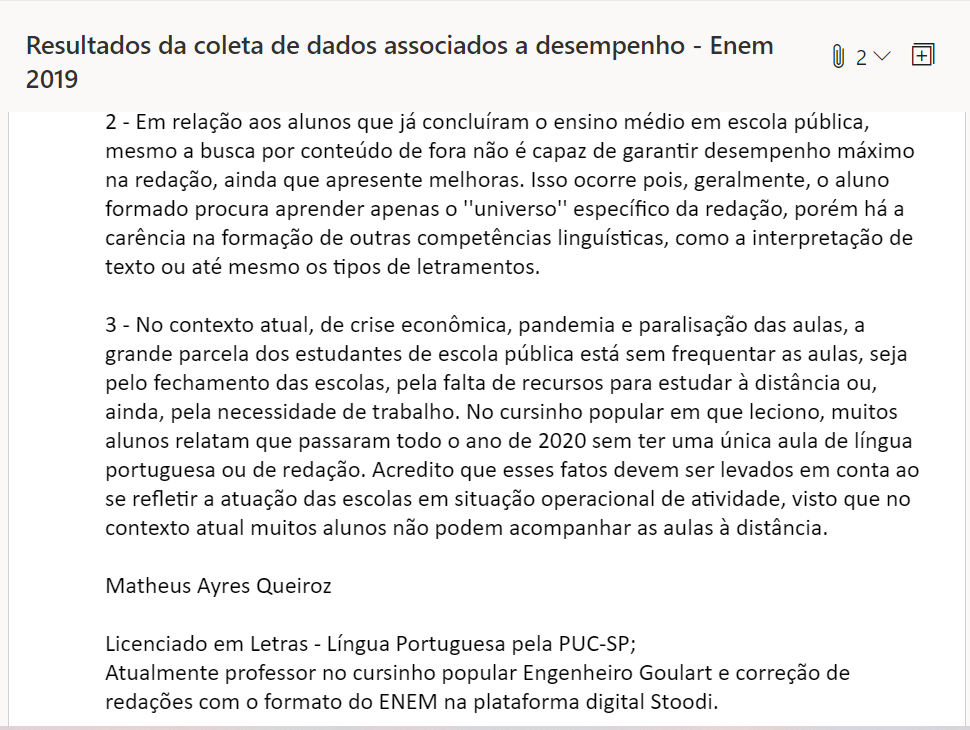 Resultados da coleta de dados associados a desempenho - Enem
2019
2
2 - Em relação aos alunos que já concluíram o ensino médio em escola pública,
mesmo a busca por conteúdo de fora não é capaz de garantir desempenho máximo
na redação, ainda que apresente melhoras. Isso ocorre pois, geralmente, o aluno
formado procura aprender apenas o ''universo'' específico da redação, porém há a
carência na formação de outras competências linguísticas, como a interpretação de
texto ou até mesmo os tipos de letramentos.
3 - No contexto atual, de crise econômica, pandemia e paralisação das aulas, a
grande parcela dos estudantes de escola pública está sem frequentar as aulas, seja
pelo fechamento das escolas, pela falta de recursos para estudar à distância ou,
ainda, pela necessidade de trabalho. No cursinho popular em que leciono, muitos
alunos relatam que passaram todo o ano de 2020 sem ter uma única aula de língua
portuguesa ou de redação. Acredito que esses fatos devem ser levados em conta ao
se refletir a atuação das escolas em situação operacional de atividade, visto que no
contexto atual muitos alunos não podem acompanhar as aulas à distância.
Matheus Ayres Queiroz
Licenciado em Letras - Língua Portuguesa pela PUC-SP;
Atualmente professor no cursinho popular Engenheiro Goulart e correção de
redações com o formato do ENEM na plataforma digital Stoodi.